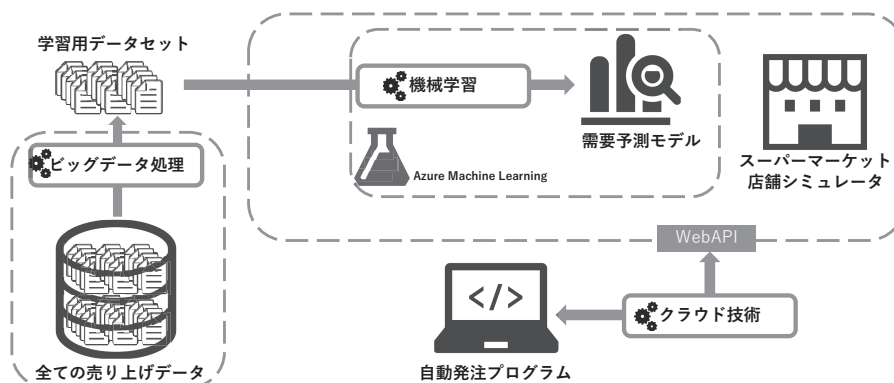 学習用データセット
機械学習
需要予測モデル
スーパーマーケット
店舗シミュレータ
Azure Machine Learning
ビッグデータ処理
全ての売り上げデータ
WebAPI
</>
クラウド技術
自動発注プログラム